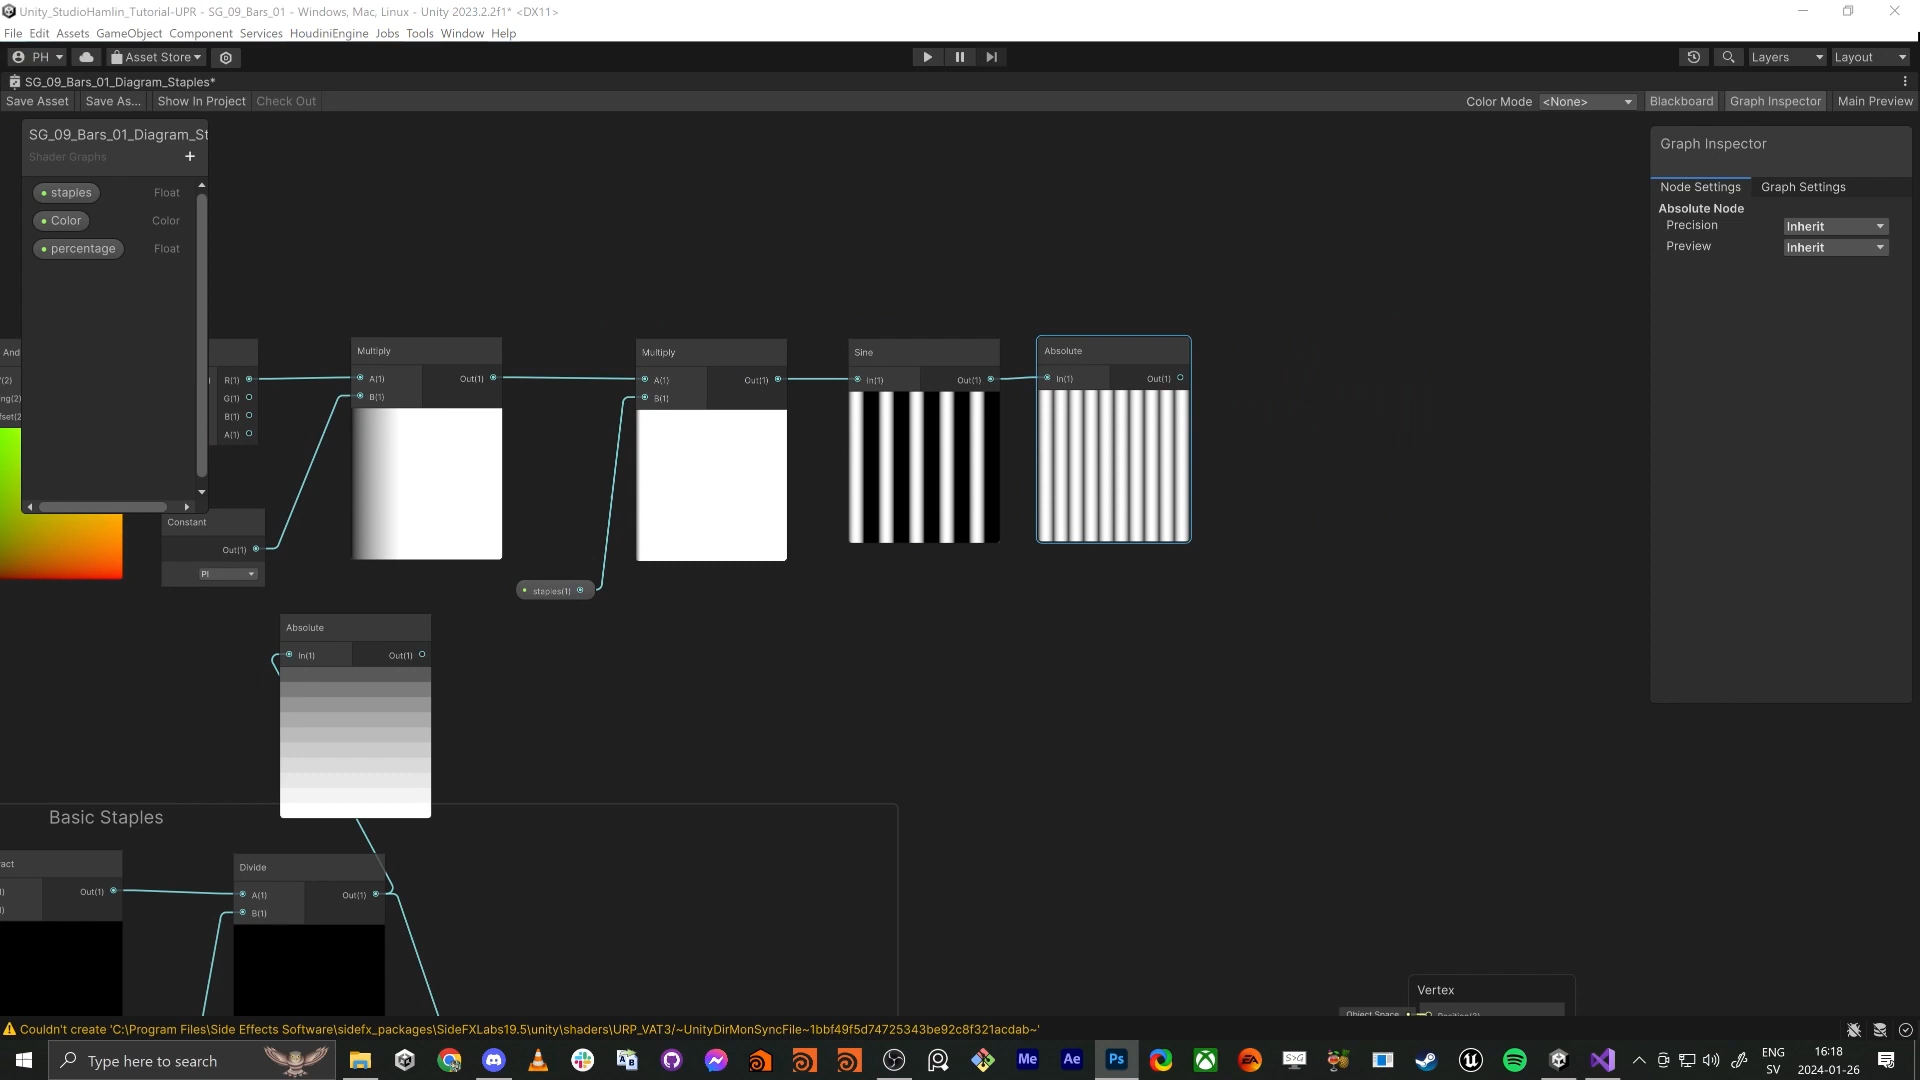 Unity_StudioHamlin_Tutorial-UPR - SG_09_Bars_01 - Windows, Mac, Linux - Unity 2023.2.2f1* <DX11>
File Edit Assets GameObject Component Services HoudiniEngine Jobs Tools Window Help
PH Asset Store Layers Layout
SG_09_Bars_01_Diagram_Staples*
Save Asset Save As... Show In Project Check Out Color Mode <None> Blackboard Graph Inspector Main Preview
SG_09_Bars_01_Diagram_St
Shader Graphs
staples Float
Color Color
percentage Float
Graph Inspector
Node Settings Graph Settings
Absolute Node
Precision Inherit
Preview Inherit
R(1)
G(1)
B(1)
A(1)
Multiply
A(1) Out(1)
B(1)
Multiply
A(1) Out(1)
B(1)
Sine
In(1) Out(1)
Absolute
In(1) Out(1)
Constant
Out(1)
PI
staples(1)
Absolute
In(1) Out(1)
Basic Staples
Out(1)
Divide
A(1) Out(1)
B(1)
Vertex
Object Space Position(3)
Couldn't create 'C:\Program Files\Side Effects Software\sidefx_packages\SideFXLabs19.5\unity\shaders\URP_VAT3/~UnityDirMonSyncFile~1bbf49f5d74725343be92c8f321acdab~'
Type here to search
Me Ae Ps
ENG
SV
16:18
2024-01-26